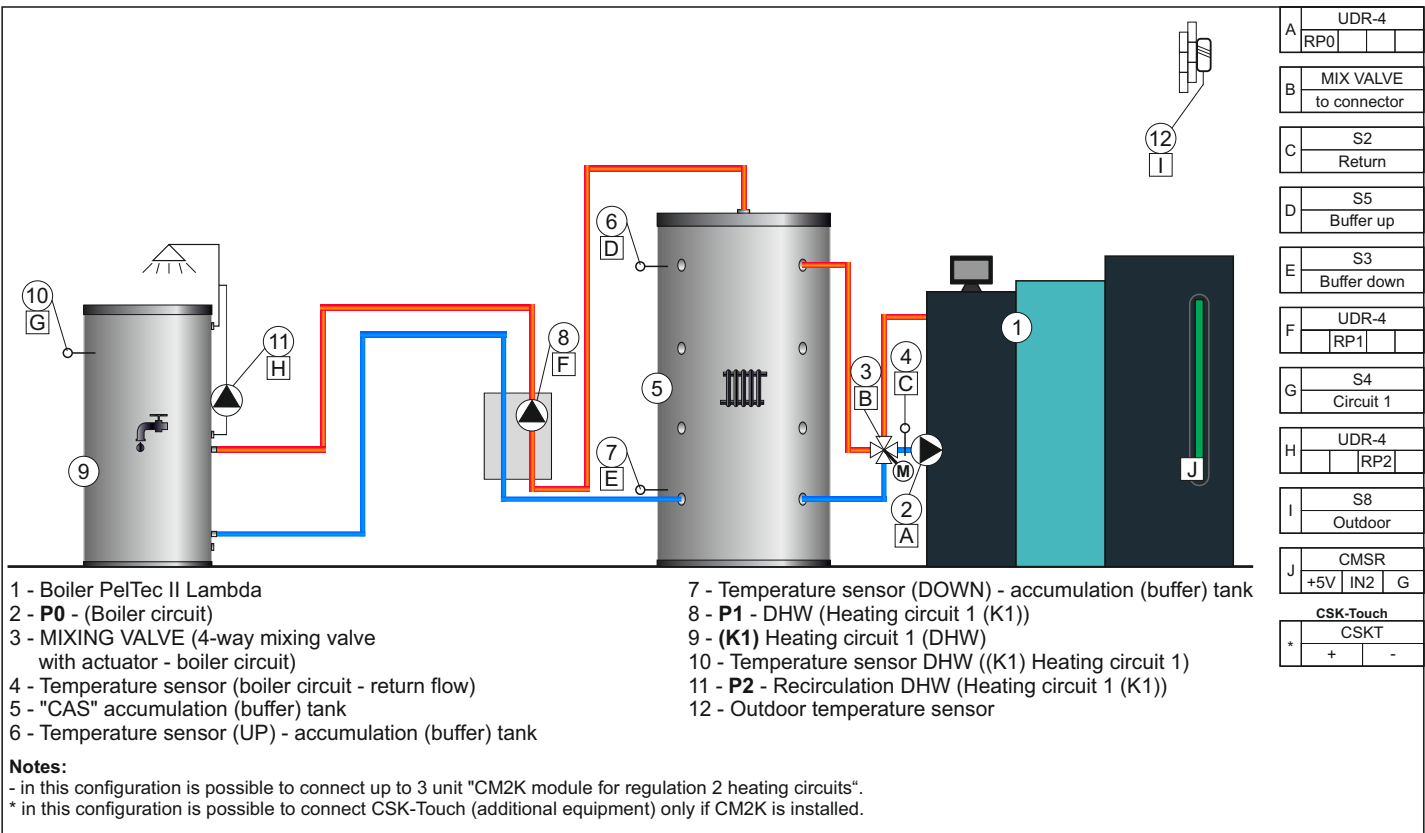 12
I
6
D
10
G
11
H
8
F
1
3
B
4
C
5
9
7
E
M
J
2
A
A UDR-4
RP0
B MIX VALVE
to connector
C S2
Return
D S5
Buffer up
E S3
Buffer down
F UDR-4
RP1
G S4
Circuit 1
H UDR-4
RP2
I S8
Outdoor
J CMSR
+5V IN2 G
CSK-Touch
* CSKT
+ -
1 - Boiler PelTec II Lambda
2 - P0 - (Boiler circuit)
3 - MIXING VALVE (4-way mixing valve
with actuator - boiler circuit)
4 - Temperature sensor (boiler circuit - return flow)
5 - "CAS" accumulation (buffer) tank
6 - Temperature sensor (UP) - accumulation (buffer) tank
7 - Temperature sensor (DOWN) - accumulation (buffer) tank
8 - P1 - DHW (Heating circuit 1 (K1))
9 - (K1) Heating circuit 1 (DHW)
10 - Temperature sensor DHW ((K1) Heating circuit 1)
11 - P2 - Recirculation DHW (Heating circuit 1 (K1))
12 - Outdoor temperature sensor
Notes:
- in this configuration is possible to connect up to 3 unit "CM2K module for regulation 2 heating circuits“.
* in this configuration is possible to connect CSK-Touch (additional equipment) only if CM2K is installed.